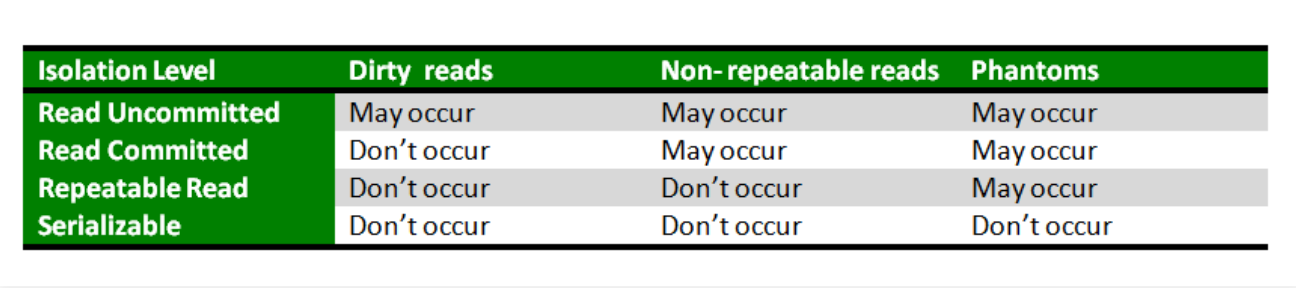 Isolation Level Dirty reads Non-repeatable reads Phantoms
Read Uncommitted May occur May occur May occur
Read Committed Don’t occur May occur May occur
Repeatable Read Don’t occur Don’t occur May occur
Serializable Don’t occur Don’t occur Don’t occur